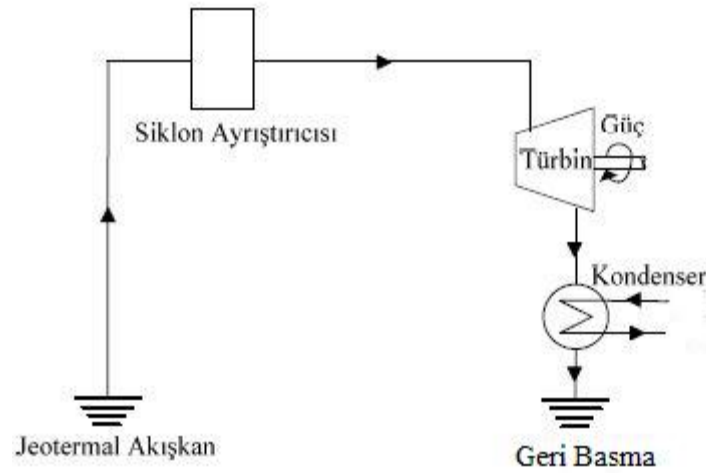 Siklon Ayrıştırıcısı
Güç
Türbin
Kondenser
Jeotermal Akışkan
Geri Basma